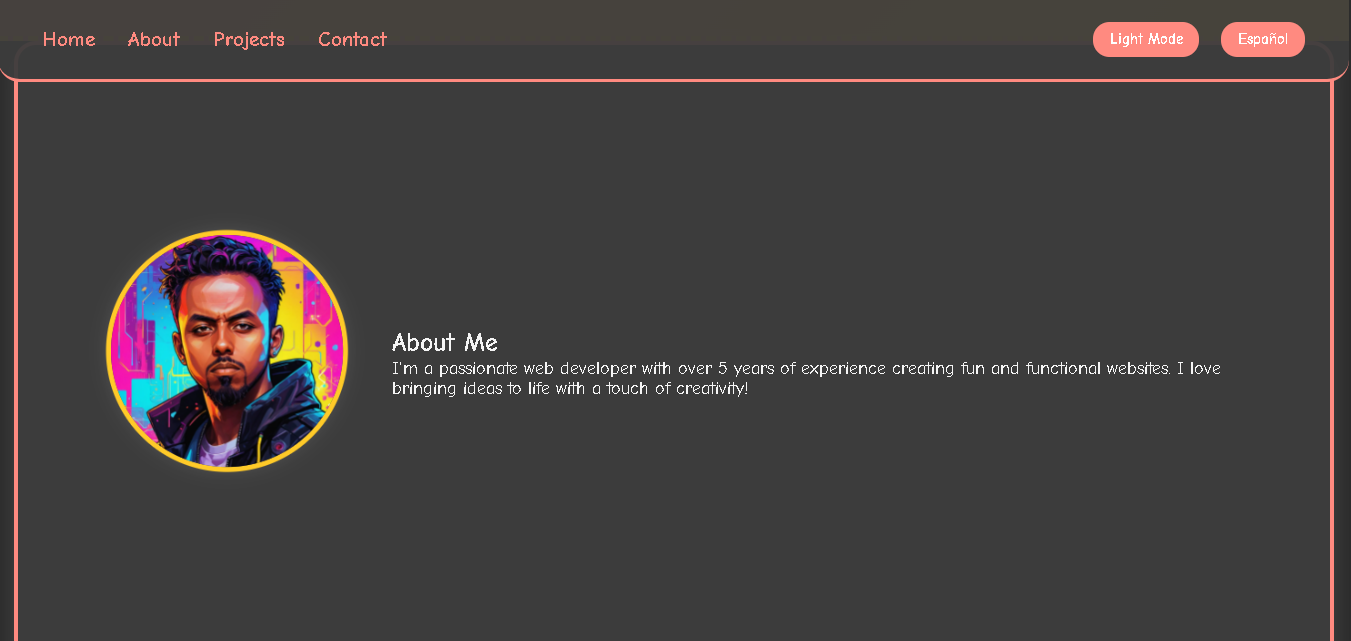 Home About Projects Contact Light Mode Español
About Me
I'm a passionate web developer with over 5 years of experience creating fun and functional websites. I love
bringing ideas to life with a touch of creativity!